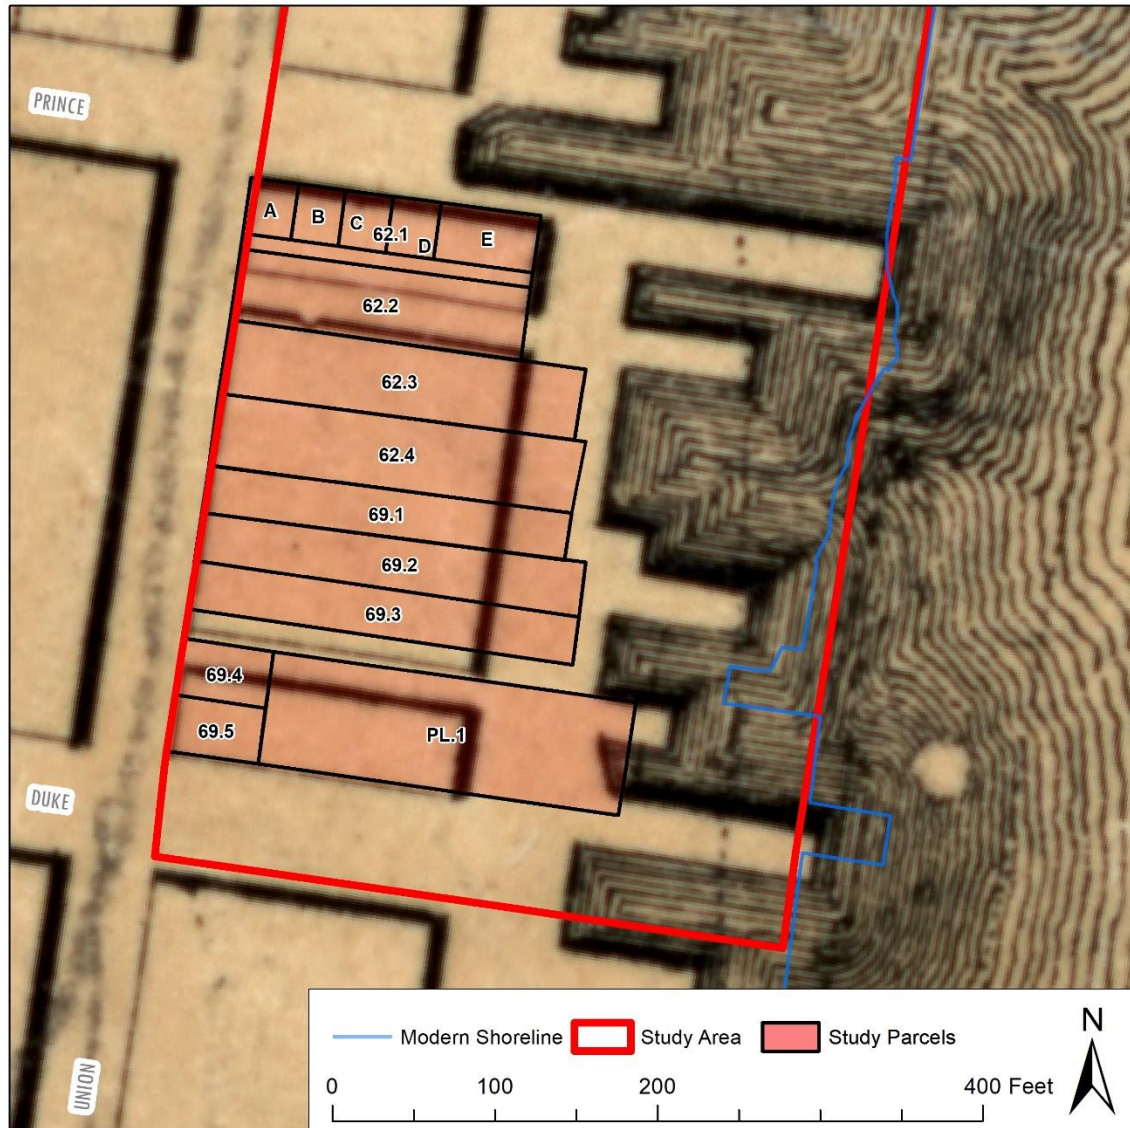 PRINCE
A
B
C
62.1
D
E
62.2
62.3
62.4
69.1
69.2
69.3
69.4
69.5
PL.1
DUKE
UNION
Modern Shoreline
Study Area
Study Parcels
N
0 100 200 400 Feet